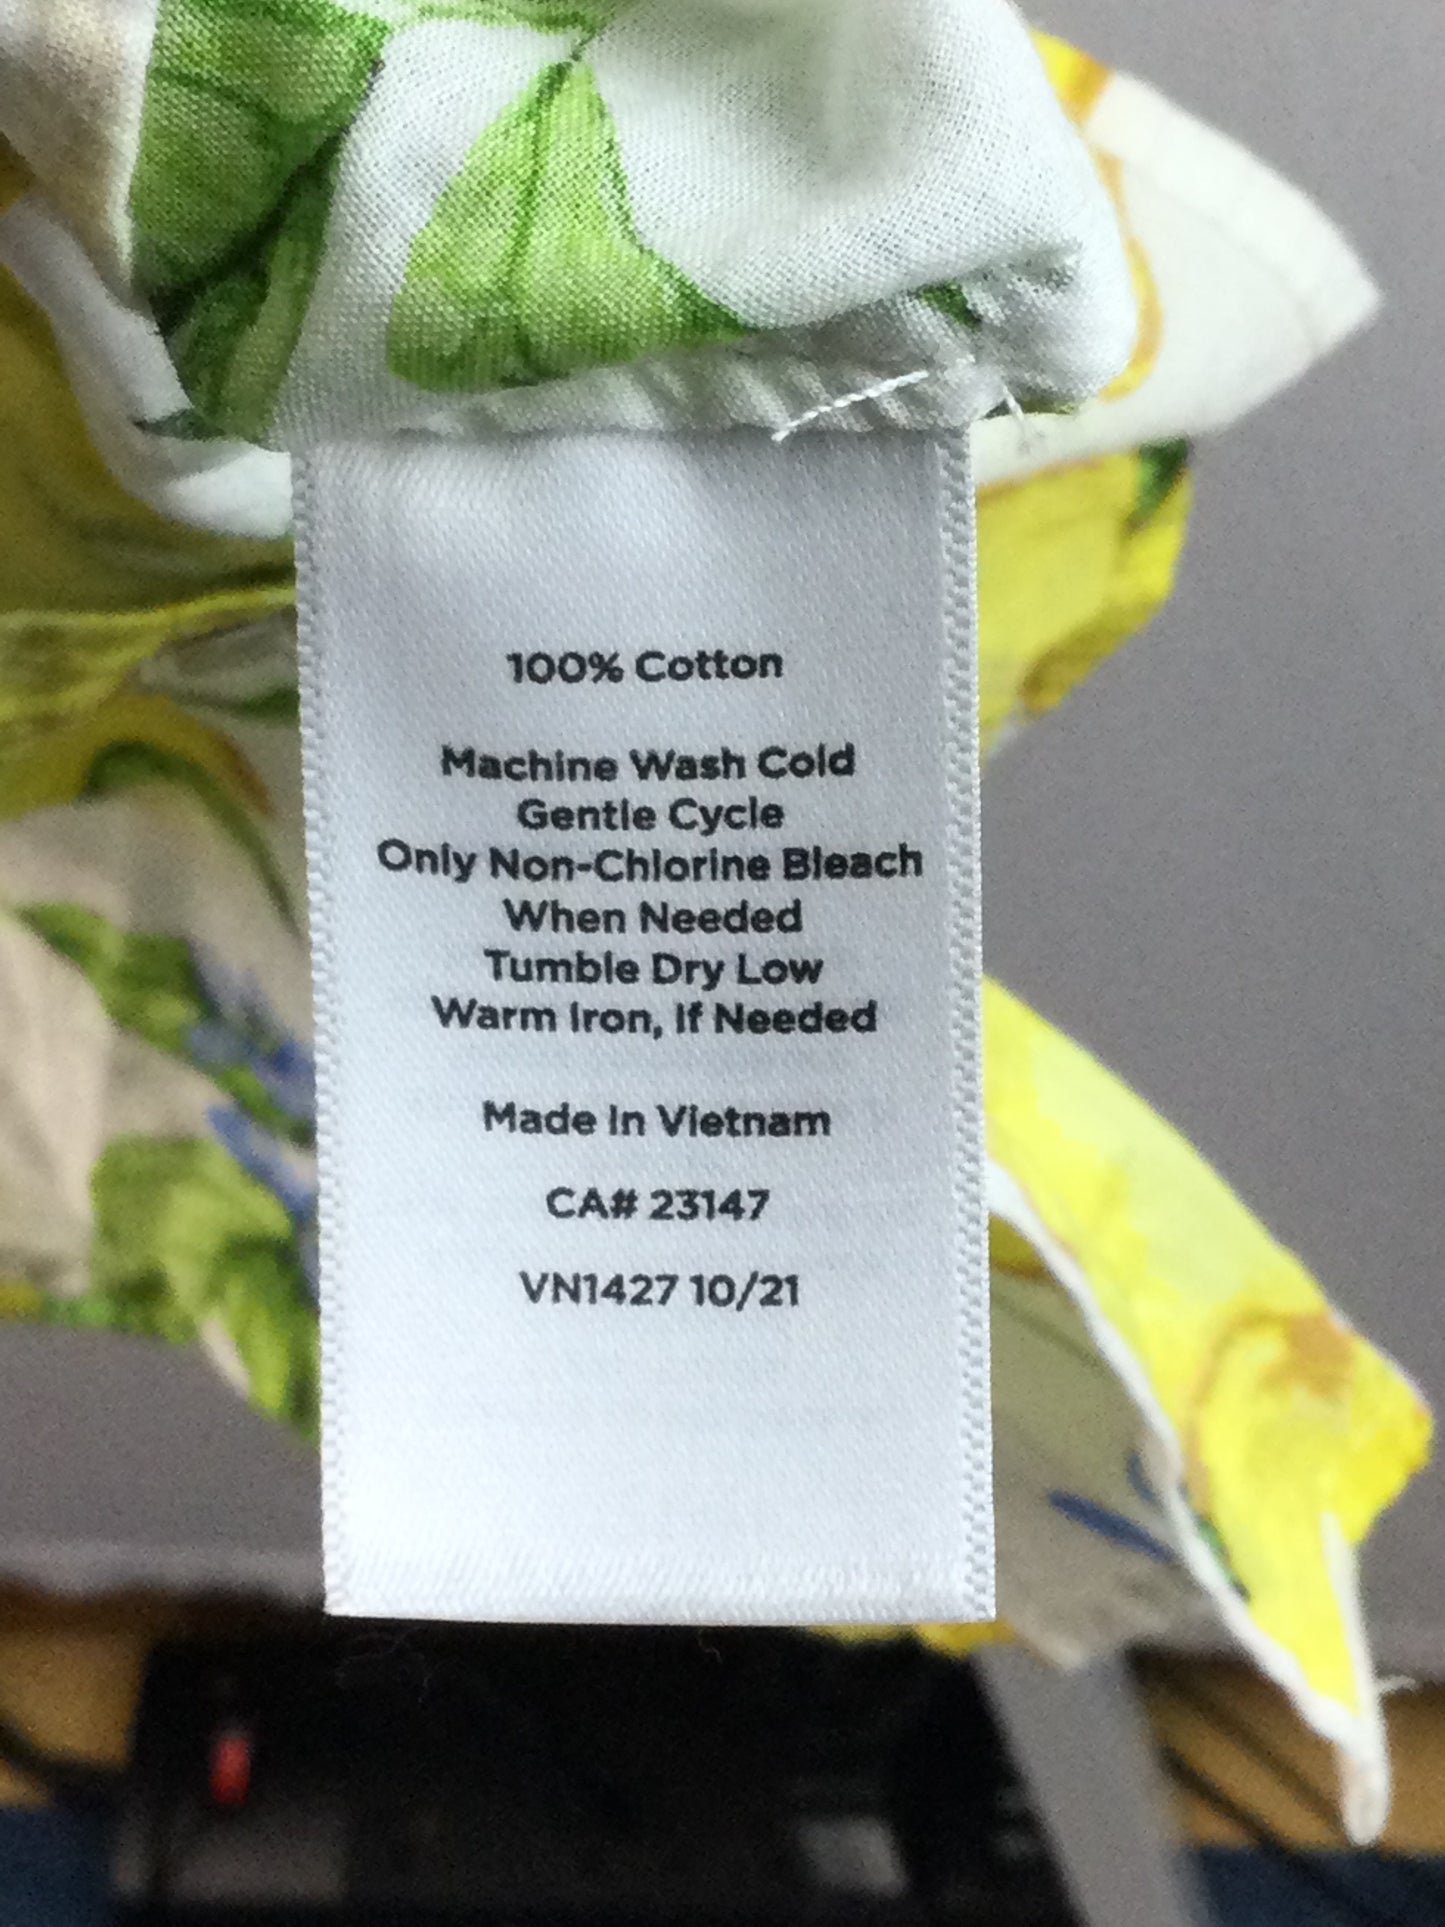 100% Cotton
Machine Wash Cold
Gentle Cycle
Only Non-Chlorine Bleach
When Needed
Tumble Dry Low
Warm Iron, If Needed
Made In Vietnam
CA# 23147
VN1427 10/21